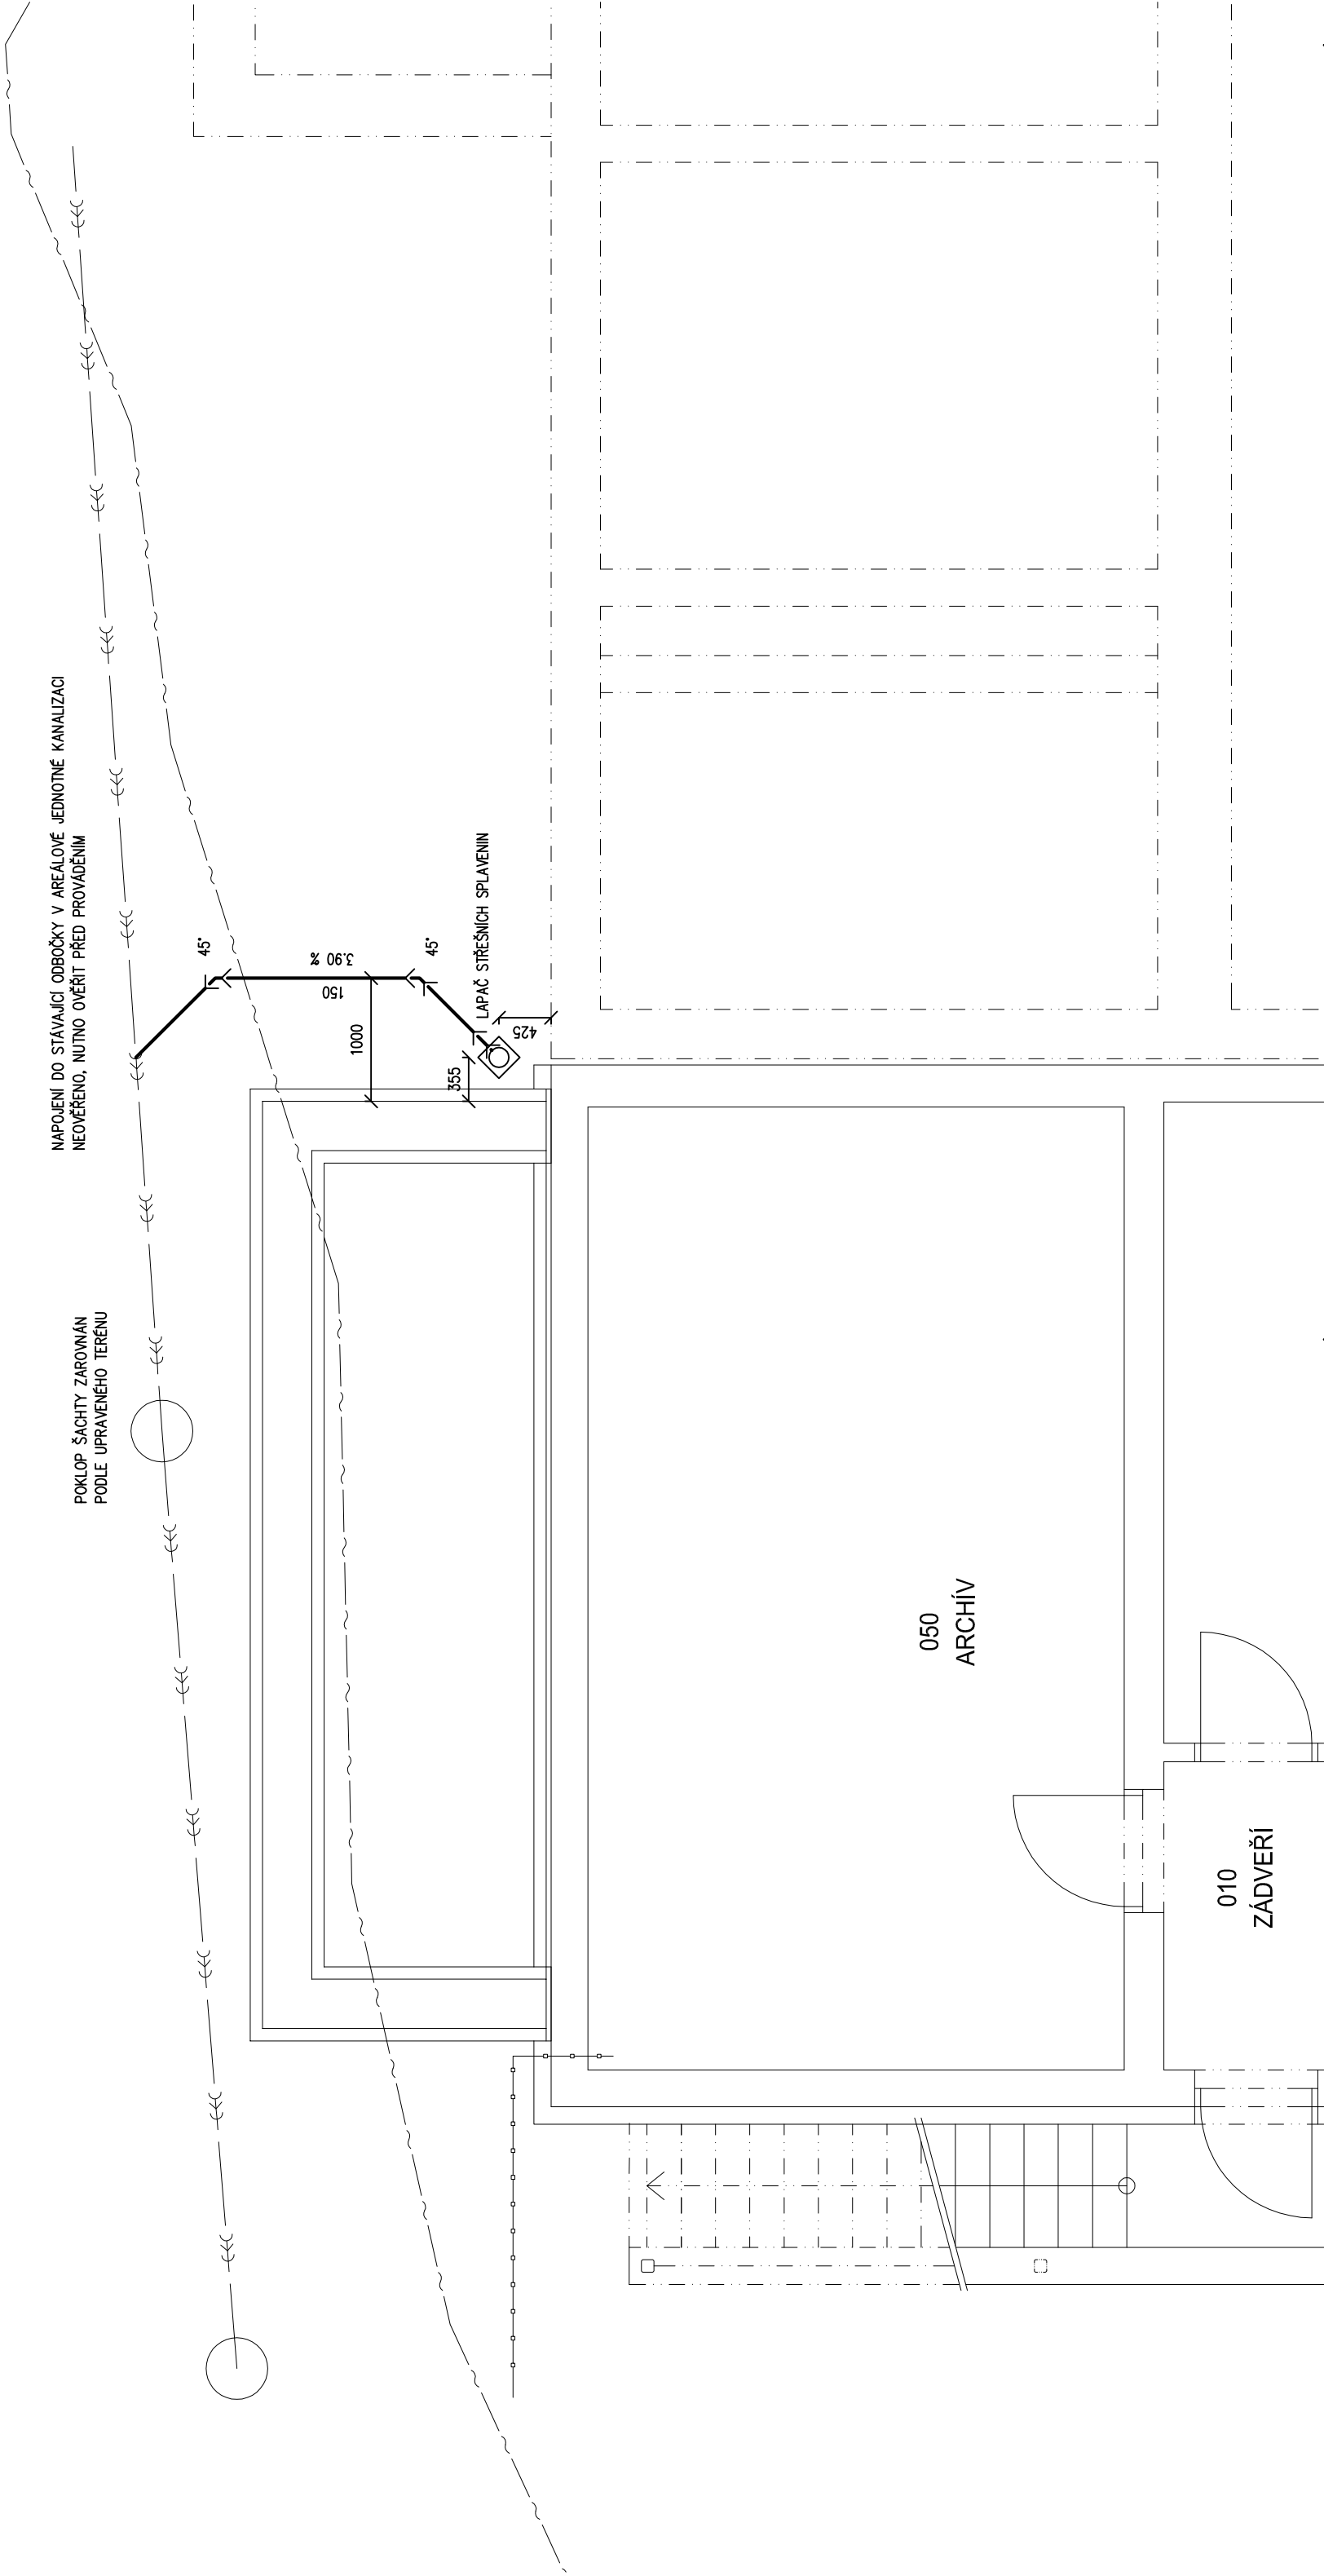 NAPOJENÍ DO STÁVAJÍCÍ ODBOČKY V AREÁLOVÉ JEDNOTNÉ KANALIZACI
NEOVĚŘENO, NUTNO OVĚŘIT PŘED PROVÁDĚNÍM
POKLOP ŠACHTY ZAROVNÁN
PODLE UPRAVENÉHO TERÉNU
45°
3.90 %
150
1000
45°
LAPAČ STŘEŠNÍCH SPLAVENIN
355
425
050
ARCHÍV
010
ZÁDVEŘÍ